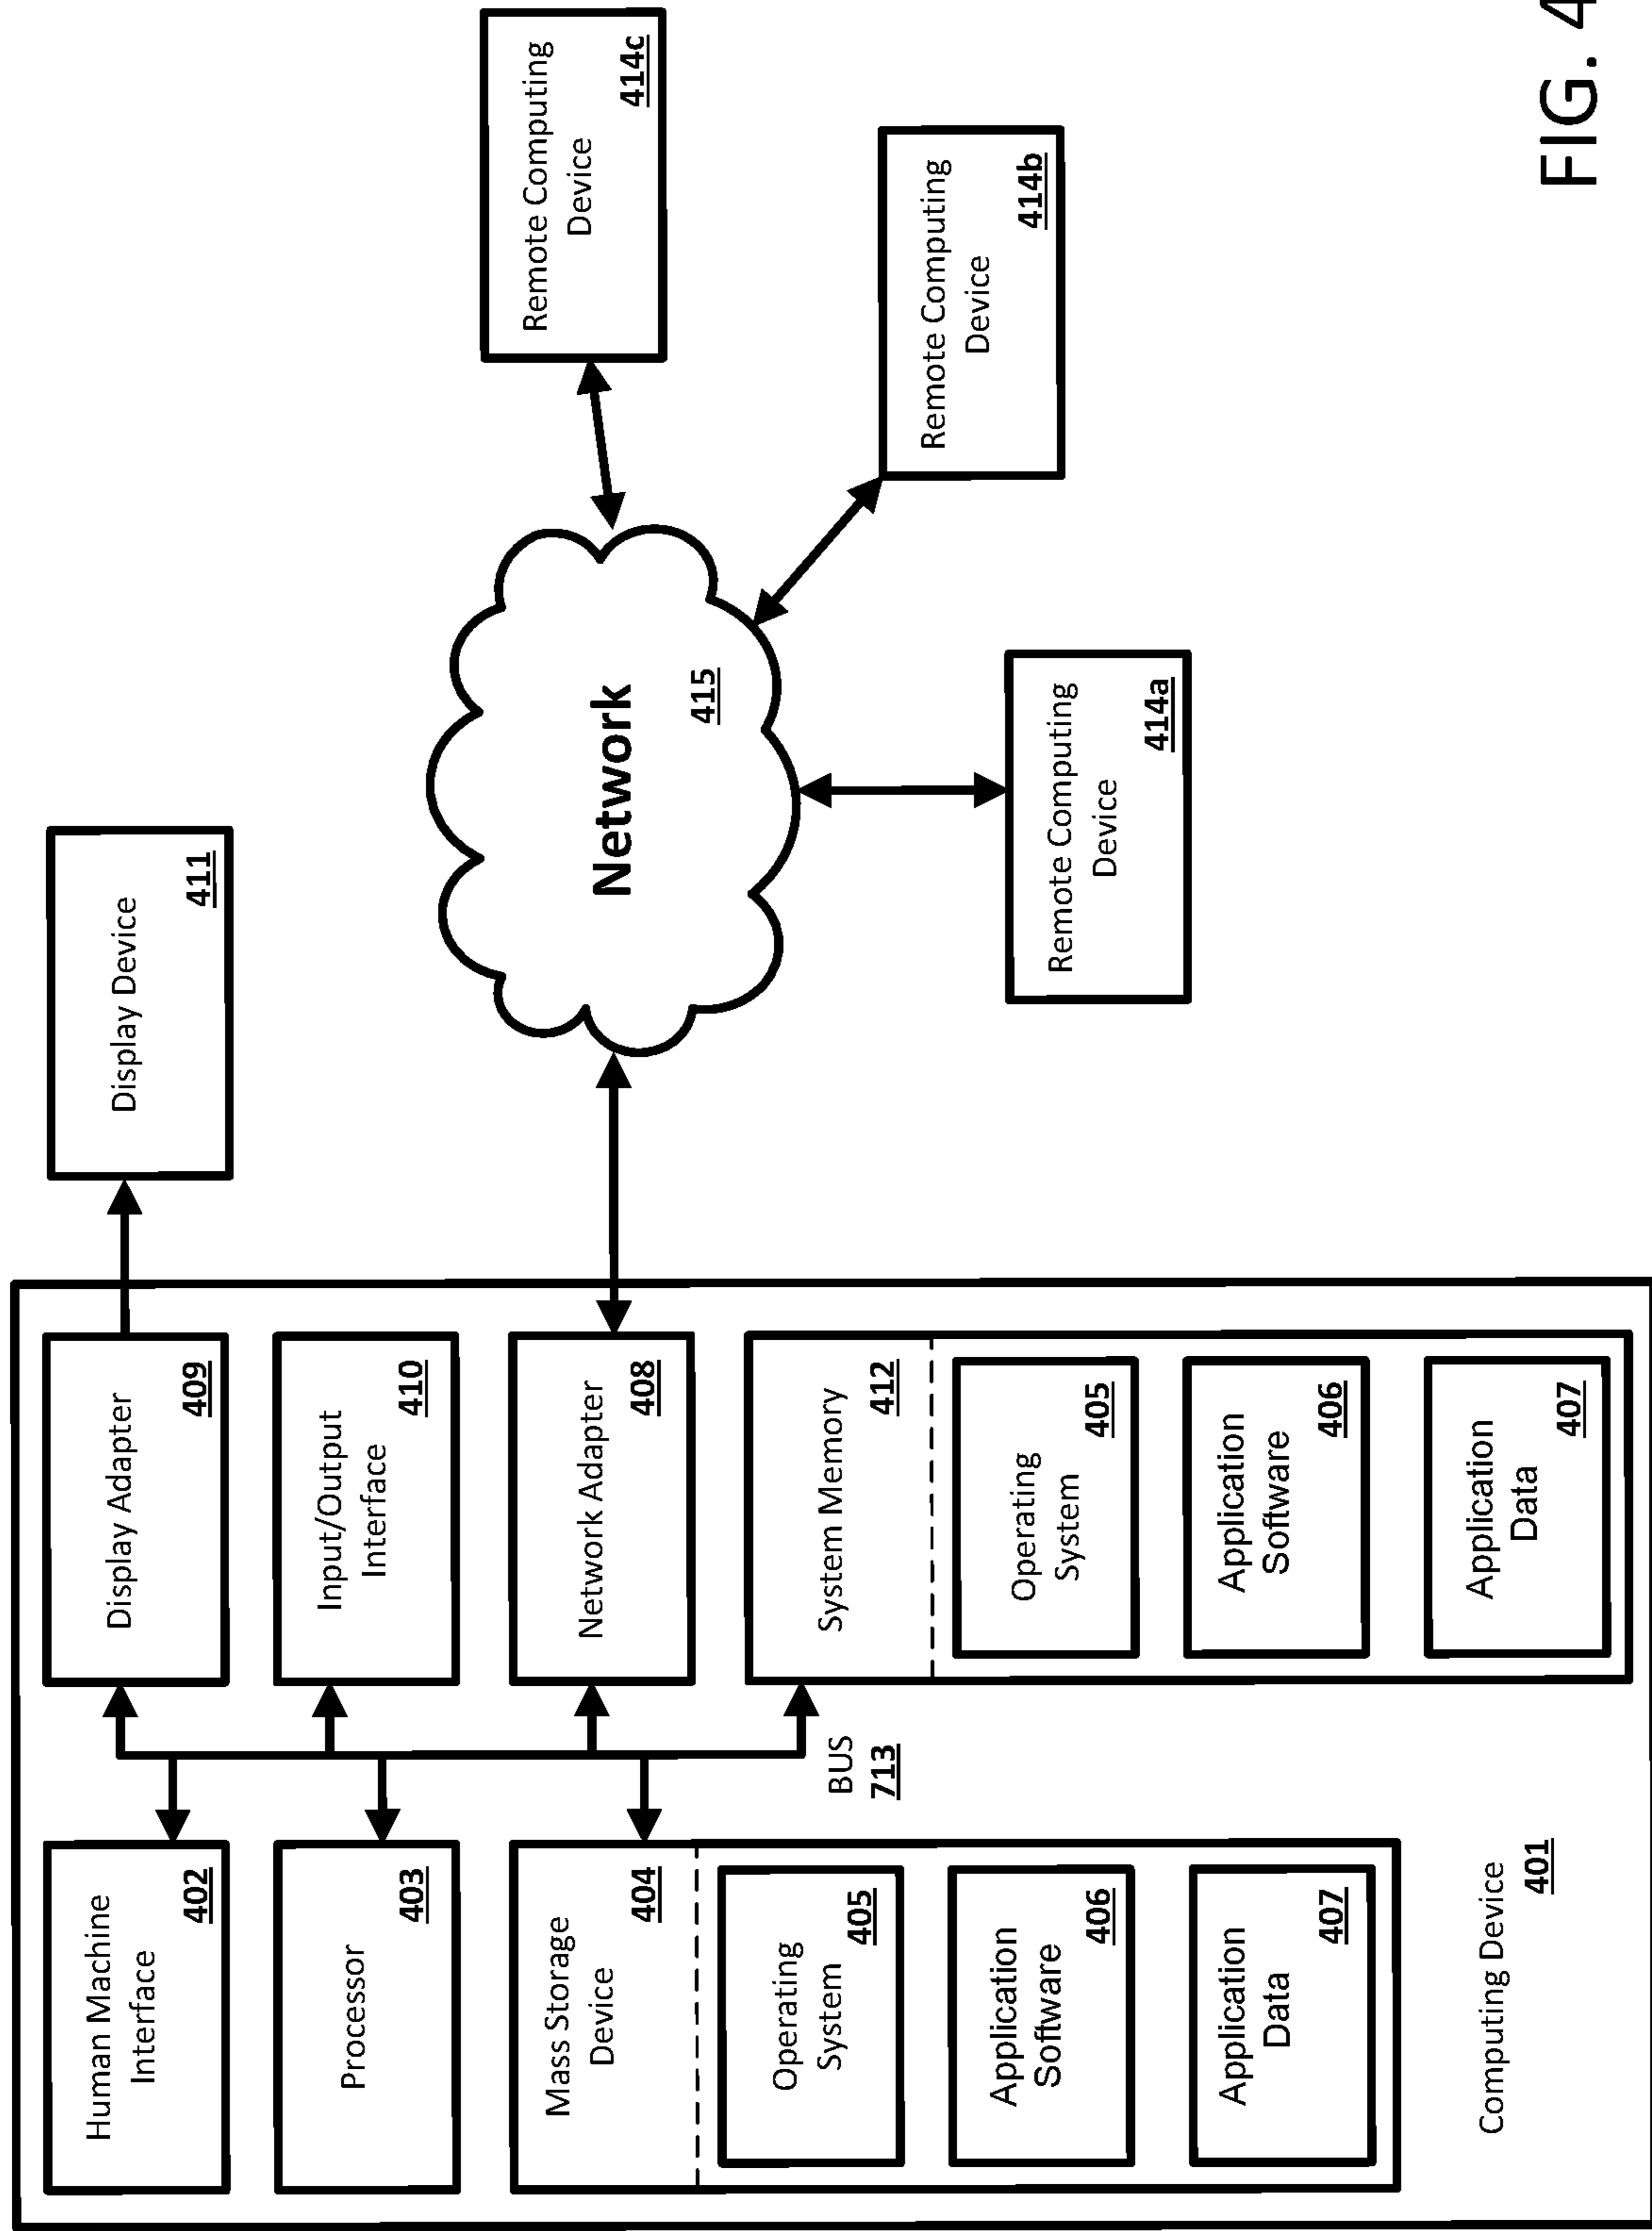 Human Machine
Interface
402
Processor
403
Mass Storage
Device
404
Operating
System
405
Application
Software
406
Application
Data
407
Computing Device
401
BUS
713
Display Adapter
409
Input/Output
Interface
410
Network Adapter
408
System Memory
412
Operating
System
405
Application
Software
406
Application
Data
407
Display Device
411
Network
415
Remote Computing
Device
414a
Remote Computing
Device
414b
Remote Computing
Device
414c
FIG. 4